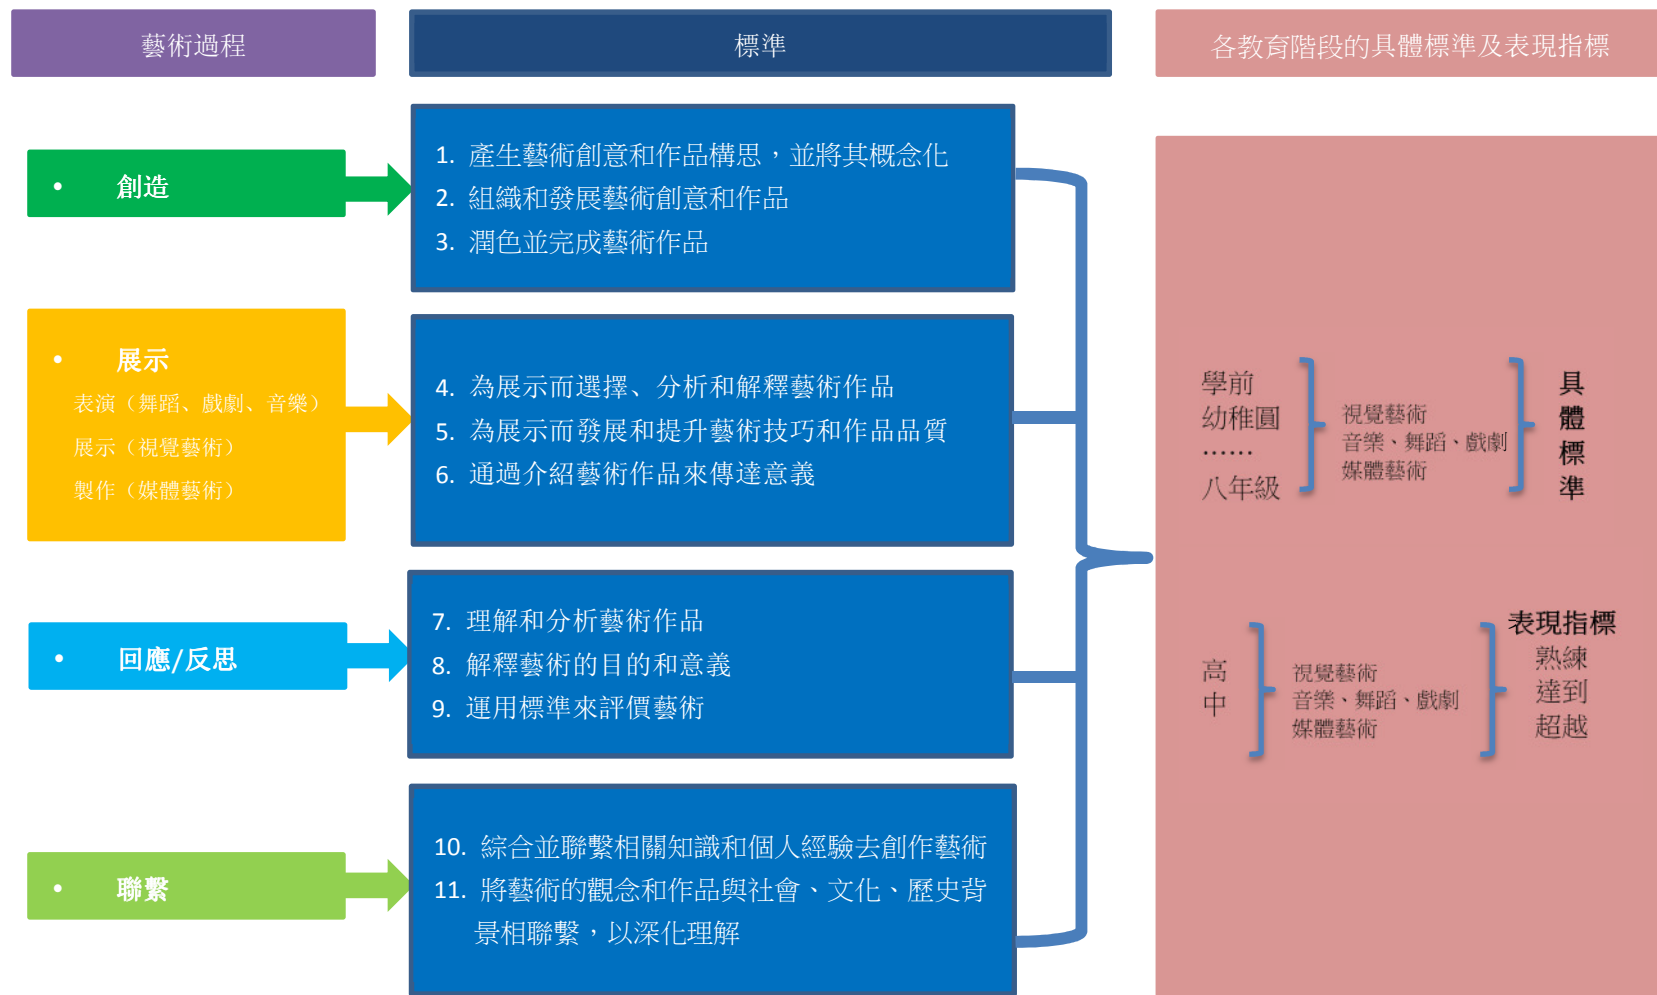 藝術過程
標準
各教育階段的具體標準及表現指標
• 創造
1. 產生藝術創意和作品構思，並將其概念化
2. 組織和發展藝術創意和作品
3. 潤色並完成藝術作品
• 展示
表演（舞蹈、戲劇、音樂）
展示（視覺藝術）
製作（媒體藝術）
4. 為展示而選擇、分析和解釋藝術作品
5. 為展示而發展和提升藝術技巧和作品品質
6. 通過介紹藝術作品來傳達意義
• 回應/反思
7. 理解和分析藝術作品
8. 解釋藝術的目的和意義
9. 運用標準來評價藝術
• 聯繫
10. 綜合並聯繫相關知識和個人經驗去創作藝術
11. 將藝術的觀念和作品與社會、文化、歷史背
景相聯繫，以深化理解
學前
幼稚圓
……
八年級
視覺藝術
音樂、舞蹈、戲劇
媒體藝術
具
體
標
準
高
中
視覺藝術
音樂、舞蹈、戲劇
媒體藝術
表現指標
熟練
達到
超越